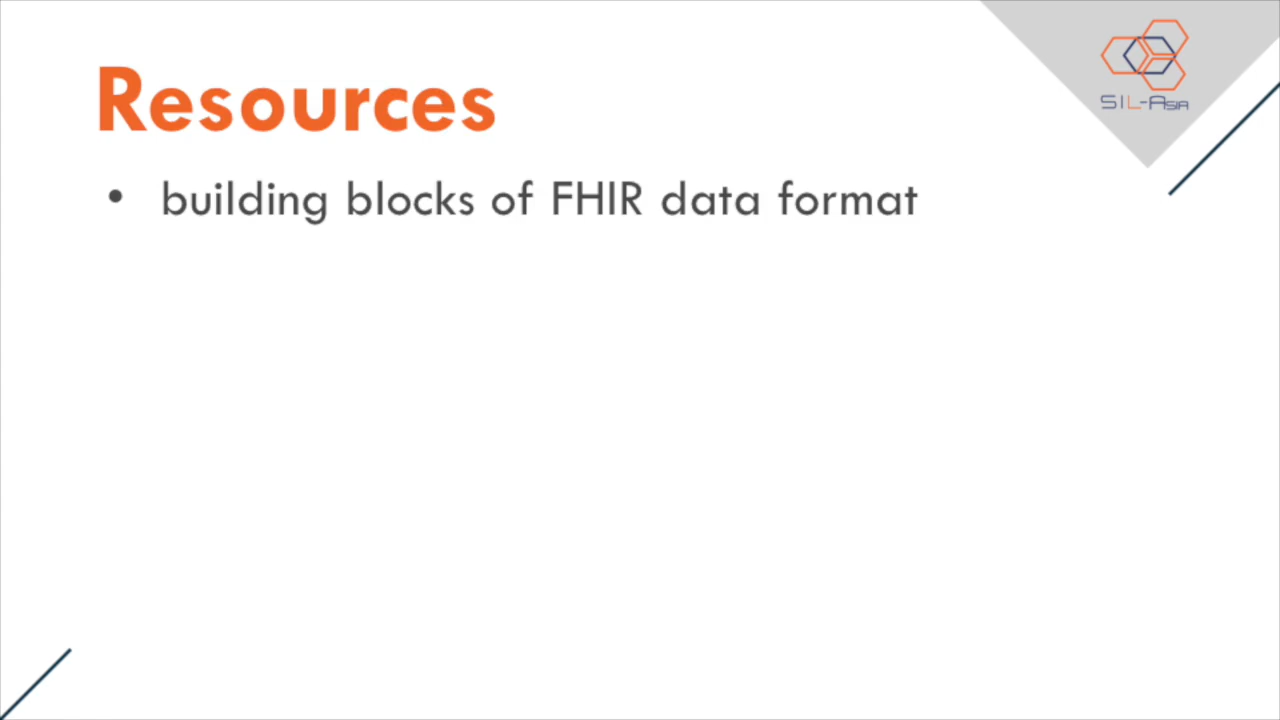 SIL-Asia
Resources
• building blocks of FHIR data format